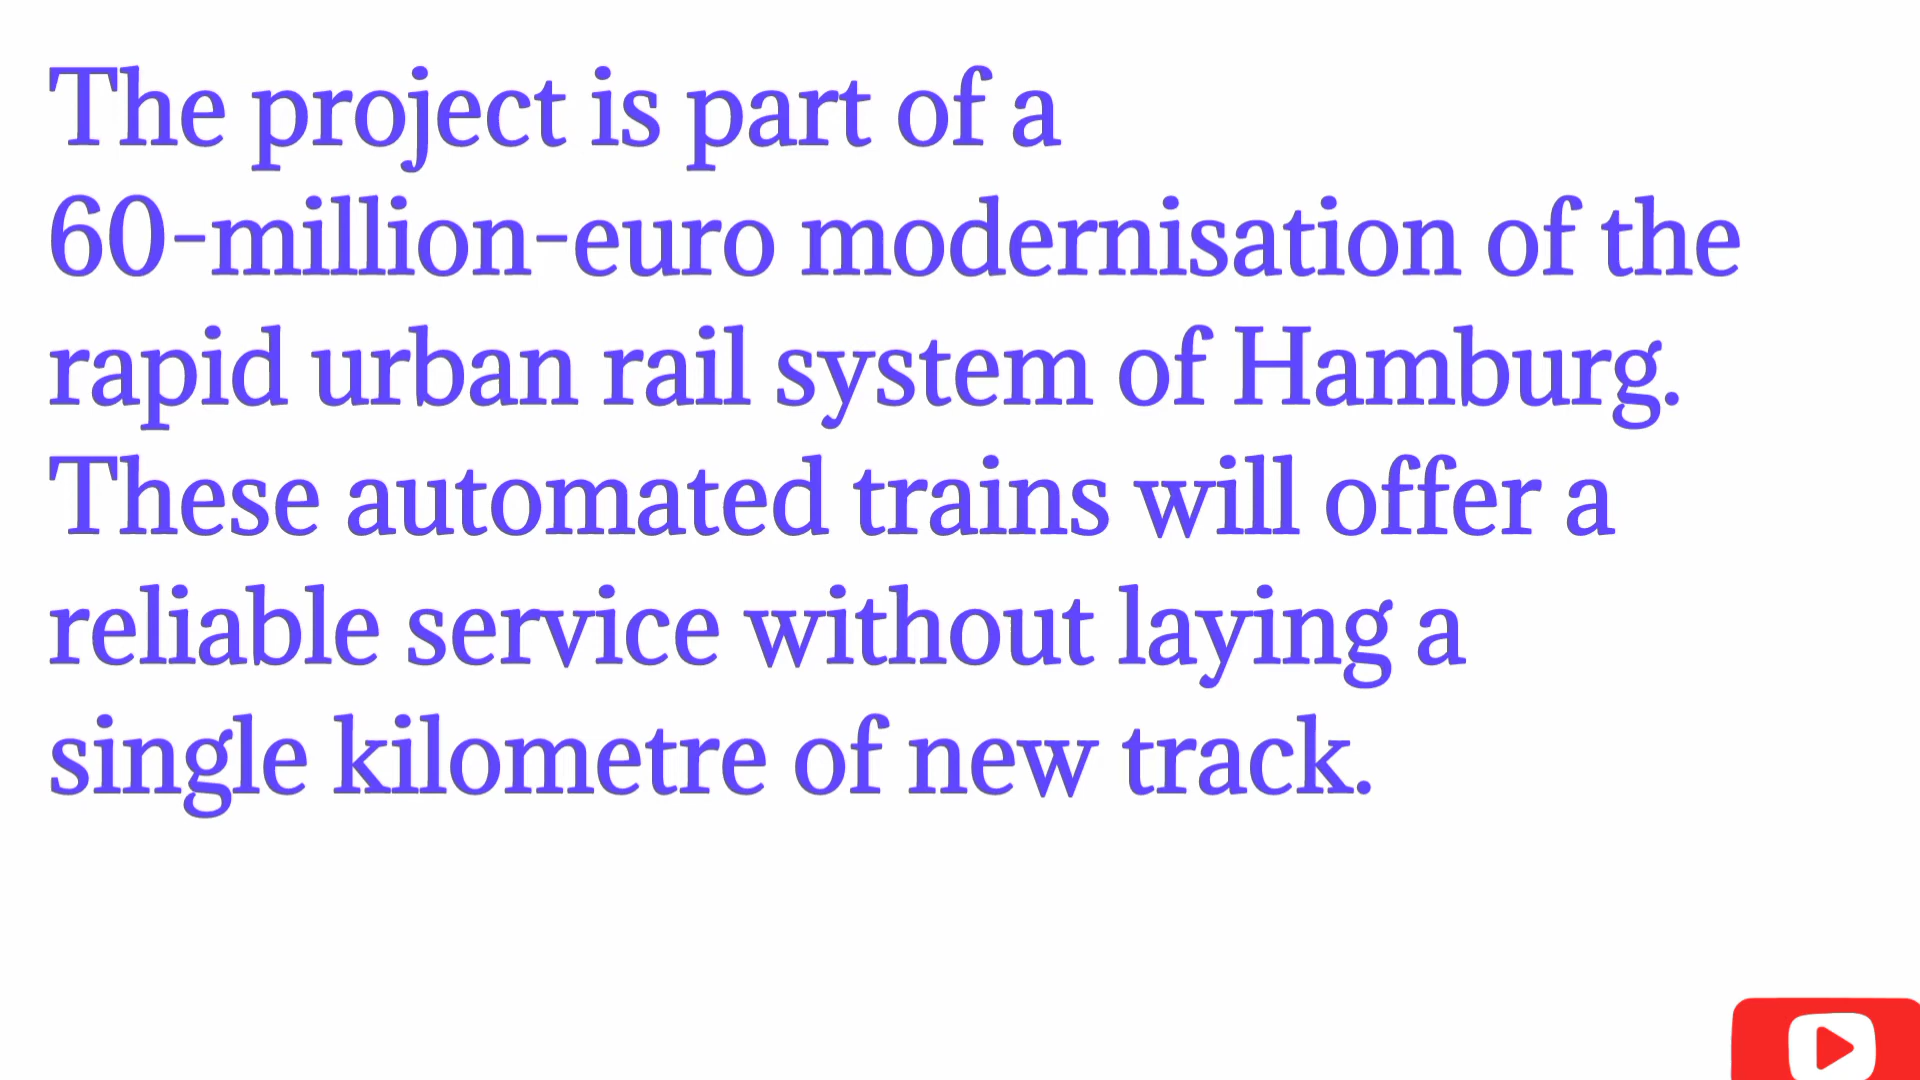 The project is part of a
60-million-euro modernisation of the
rapid urban rail system of Hamburg.
These automated trains will offer a
reliable service without laying a
single kilometre of new track.